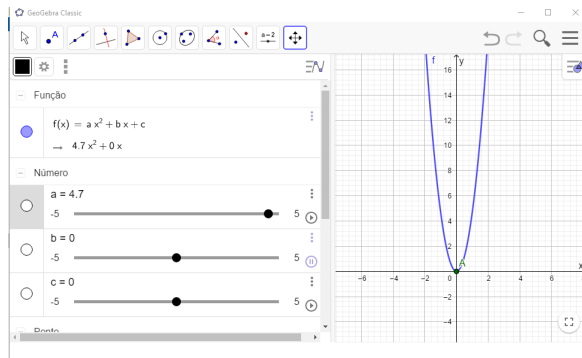 GeoGebra Classic
A
a = 2
Função
f(x) = a x² + b x + c
→ 4.7 x² + 0 x
Número
a = 4.7
-5 5
b = 0
-5 5
c = 0
-5 5
Ponto
f y
16
14
12
10
8
6
4
2
A
x
-6 -4 -2 0 2 4 6
-2
-4